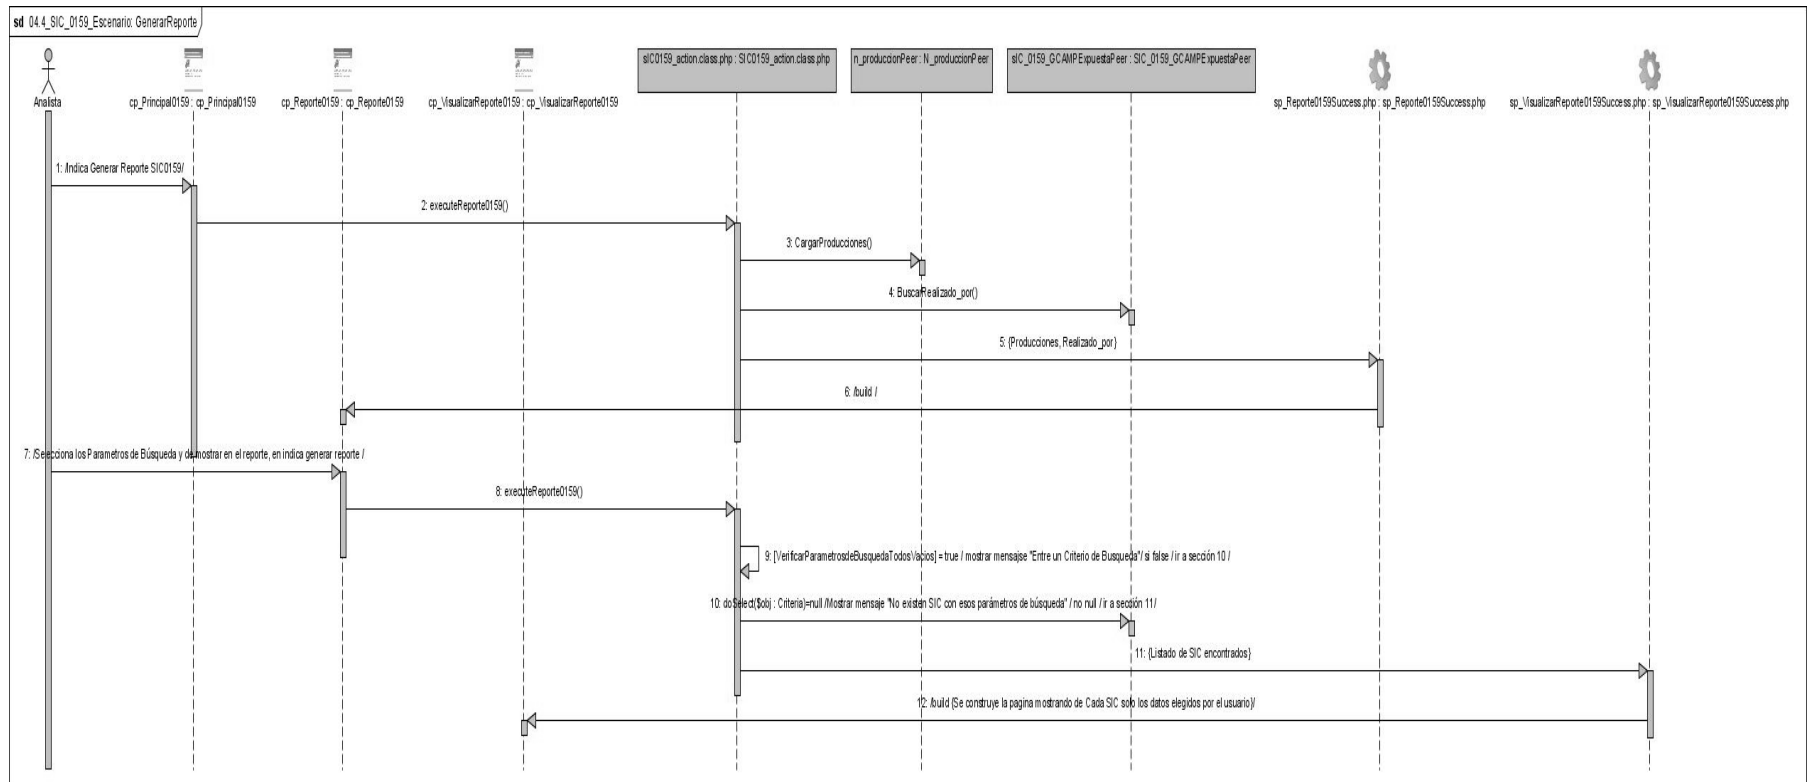 sd 04.4_SIC_0159_Escenario: GenerarReporte
Analista
cp_Principal0159 : cp_Principal0159
cp_Reporte0159 : cp_Reporte0159
cp_VisualizarReporte0159 : cp_VisualizarReporte0159
sIC0159_action.class.php : SIC0159_action.class.php
n_produccionPeer : N_produccionPeer
sIC_0159_GCAMPExpuestaPeer : SIC_0159_GCAMPExpuestaPeer
sp_Reporte0159Success.php : sp_Reporte0159Success.php
sp_VisualizarReporte0159Success.php : sp_VisualizarReporte0159Success.php
1: /Indica Generar Reporte SIC0159/
2: executeReporte0159()
3: CargarProducciones()
4: BuscarRealizado_por()
5: {Producciones, Realizado_por}
6: /build /
7: /Selecciona los Parametros de Búsqueda y de mostrar en el reporte, en indica generar reporte /
8: executeReporte0159()
9: [VerificarParametrosdeBusquedaTodosVacios] = true / mostrar mensajse "Entre un Criterio de Busqueda"/ si false / ir a sección 10 /
10: doSelect($obj : Criteria)=null /Mostrar mensaje "No existen SIC con esos parámetros de búsqueda" / no null / ir a sección 11/
11: {Listado de SIC encontrados}
12: /build {Se construye la pagina mostrando de Cada SIC solo los datos elegidos por el usuario}/